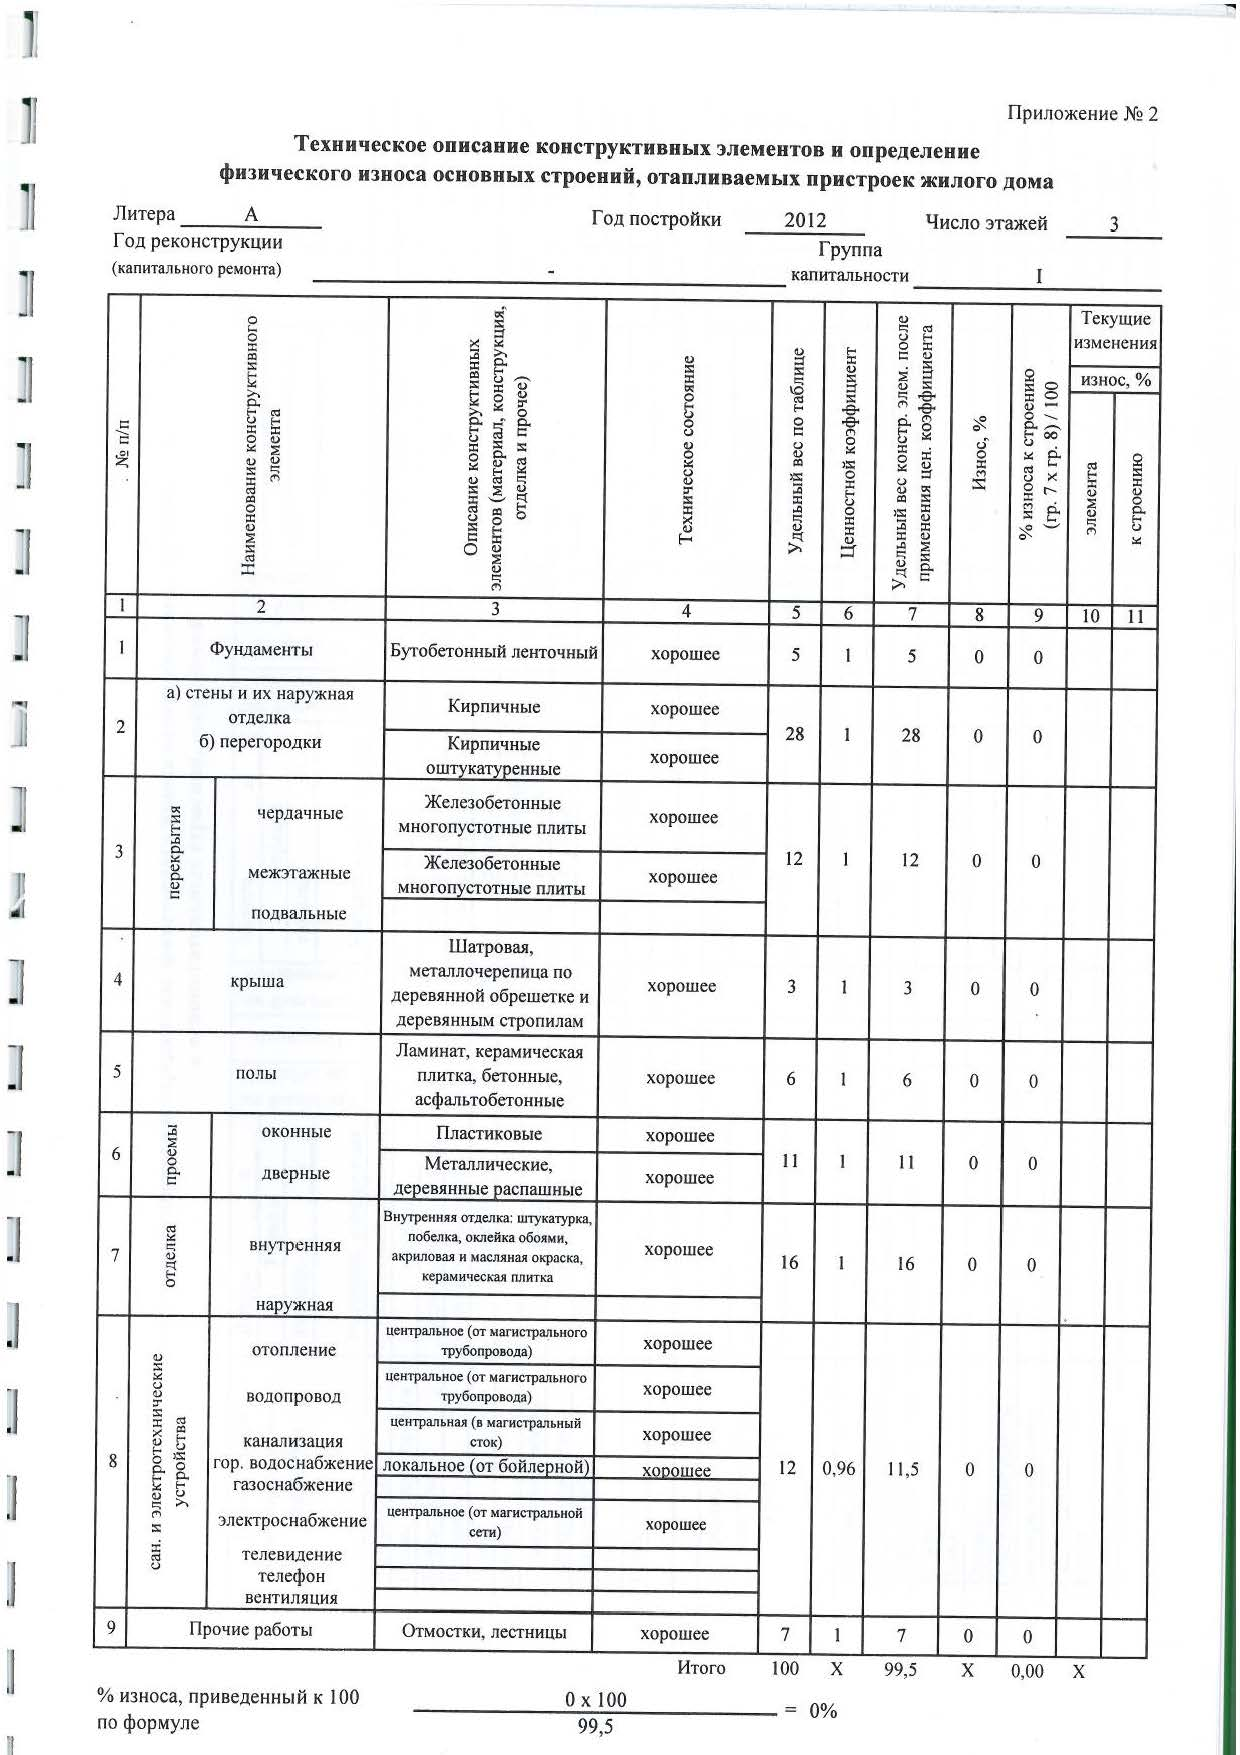 Приложение № 2
Техническое описание конструктивных элементов и определение
физического износа основных строений, отапливаемых пристроек жилого дома
Литера А Год постройки 2012 Число этажей 3
Год реконструкции Группа
(капитального ремонта) - капитальности I
№ п/п
Наименование конструктивного
элемента
Описание конструктивных
элементов (материал, конструкция,
отделка и прочее)
Техническое состояние
Удельный вес по таблице
Ценностной коэффициент
Удельный вес констр. элем. после
применения цен. коэффициента
Износ, %
% износа к строению
(гр. 7 х гр. 8) / 100
Текущие
изменения
износ, %
элемента
к строению
1 2 3 4 5 6 7 8 9 10 11
1 Фундаменты Бутобетонный ленточный хорошее 5 1 5 0 0
2
а) стены и их наружная
отделка
б) перегородки
Кирпичные хорошее
Кирпичные
оштукатуренные
хорошее
28 1 28 0 0
3
перекрытия
чердачные
Железобетонные
многопустотные плиты
хорошее
межэтажные
Железобетонные
многопустотные плиты
хорошее
подвальные
12 1 12 0 0
4 крыша
Шатровая,
металлочерепица по
деревянной обрешетке и
деревянным стропилам
хорошее 3 1 3 0 0
5 полы
Ламинат, керамическая
плитка, бетонные,
асфальтобетонные
хорошее 6 1 6 0 0
6
проемы
оконные Пластиковые хорошее
дверные
Металлические,
деревянные распашные
хорошее
11 1 11 0 0
7
отделка
внутренняя
Внутренняя отделка: штукатурка,
побелка, оклейка обоями,
акриловая и масляная окраска,
керамическая плитка
хорошее
наружная
16 1 16 0 0
8
сан. и электротехнические
устройства
отопление
центральное (от магистрального
трубопровода)
хорошее
водопровод
центральное (от магистрального
трубопровода)
хорошее
канализация
центральная (в магистральный
сток)
хорошее
гор. водоснабжение локальное (от бойлерной) хорошее
газоснабжение
электроснабжение
центральное (от магистральной
сети)
хорошее
телевидение
телефон
вентиляция
12 0,96 11,5 0 0
9 Прочие работы Отмостки, лестницы хорошее 7 1 7 0 0
Итого 100 Х 99,5 Х 0,00 Х
% износа, приведенный к 100
по формуле
0 х 100
99,5
= 0%